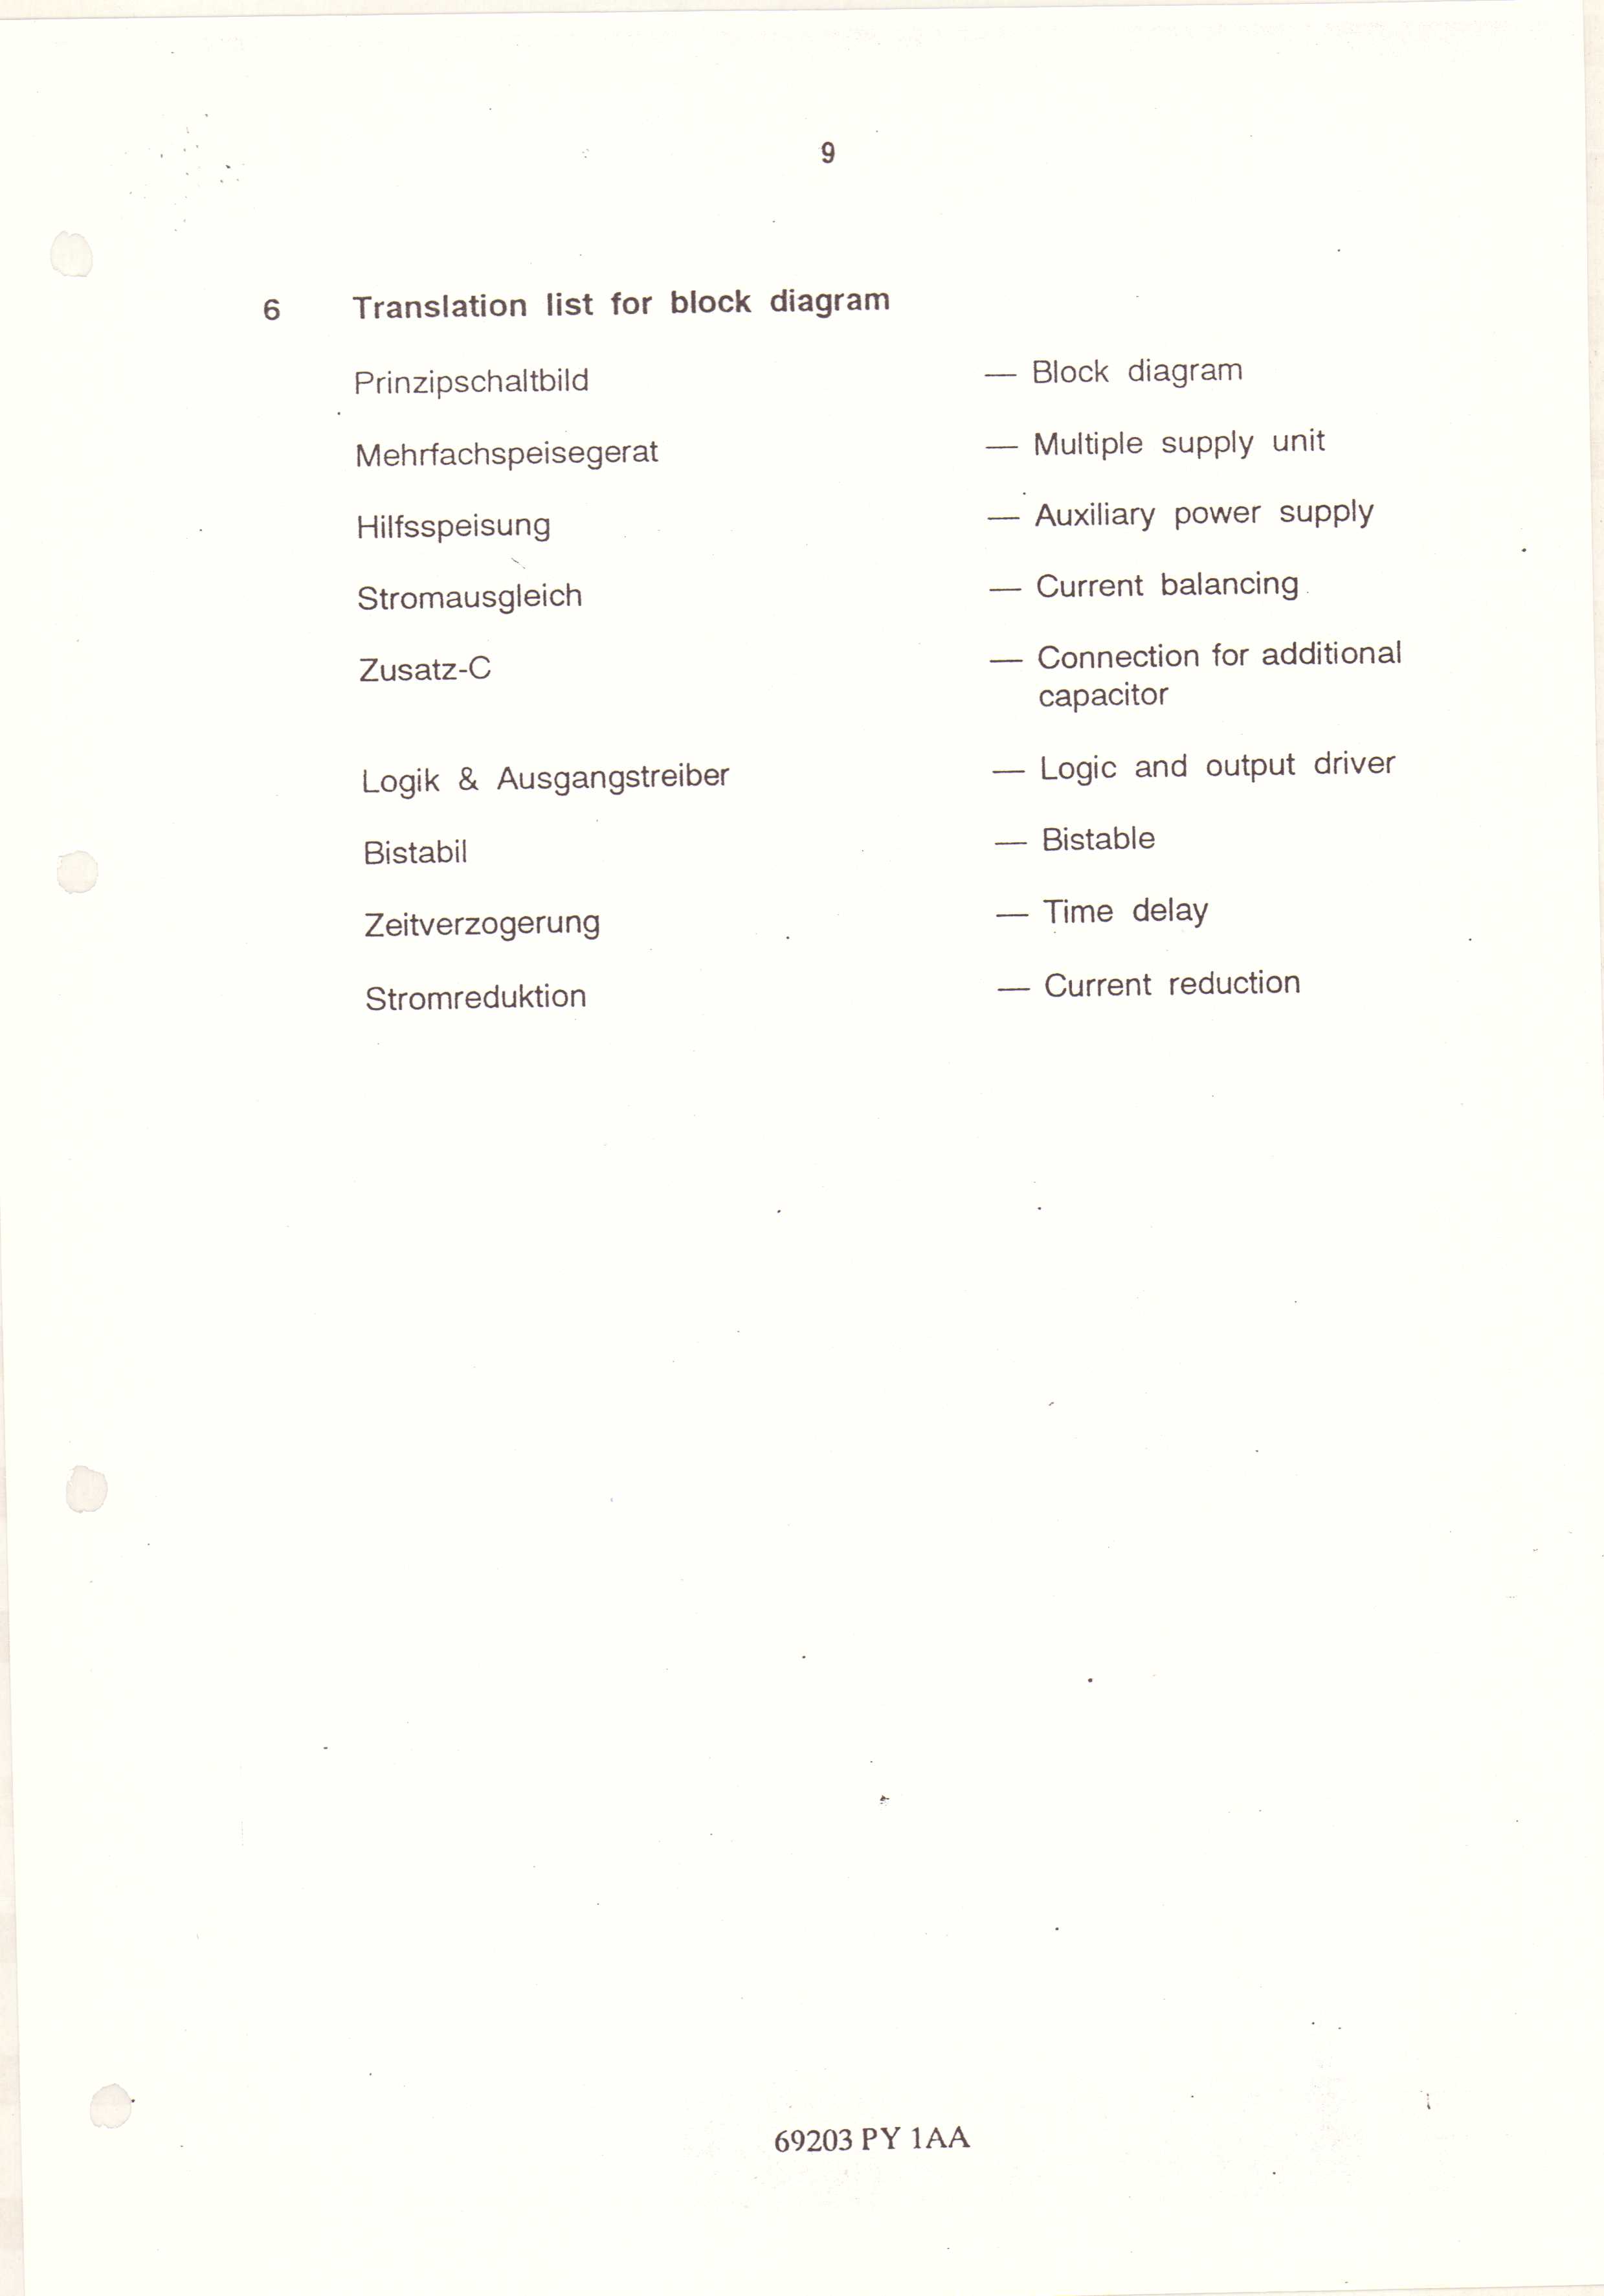 9
6 Translation list for block diagram
Prinzipschaltbild — Block diagram
Mehrfachspeisegerat — Multiple supply unit
Hilfsspeisung — Auxiliary power supply
Stromausgleich — Current balancing
Zusatz-C — Connection for additional
capacitor
Logik & Ausgangstreiber — Logic and output driver
Bistabil — Bistable
Zeitverzogerung — Time delay
Stromreduktion — Current reduction
69203 PY 1AA